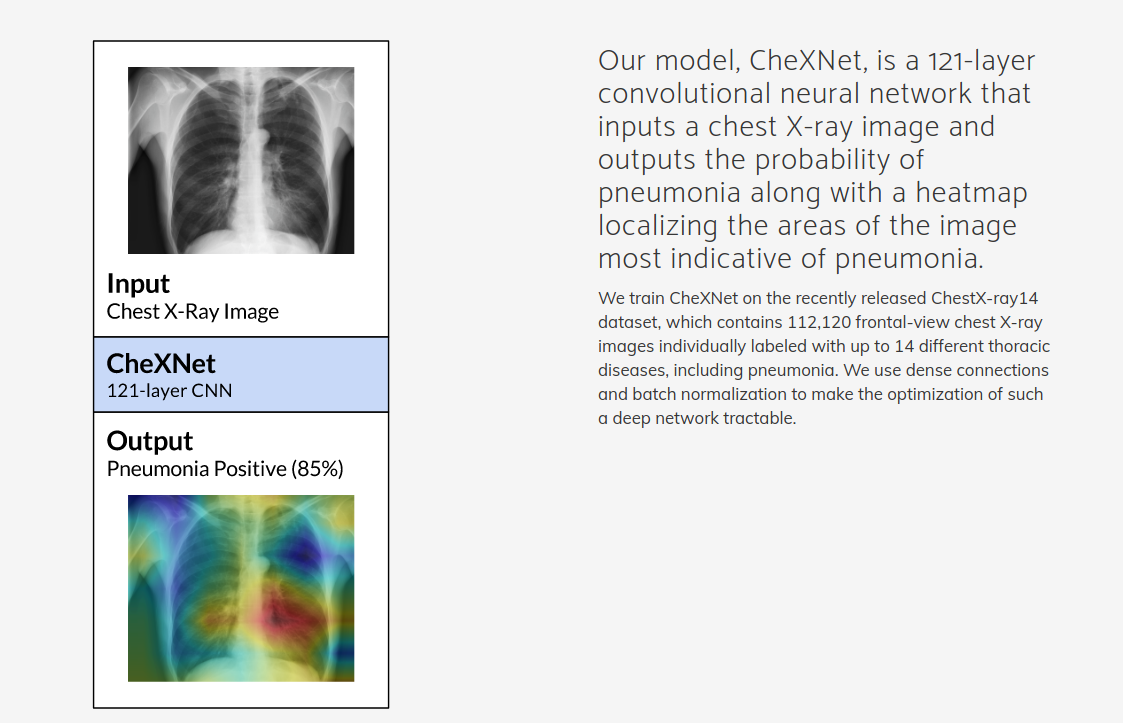 Input
Chest X-Ray Image
CheXNet
121-layer CNN
Output
Pneumonia Positive (85%)
Our model, CheXNet, is a 121-layer
convolutional neural network that
inputs a chest X-ray image and
outputs the probability of
pneumonia along with a heatmap
localizing the areas of the image
most indicative of pneumonia.
We train CheXNet on the recently released ChestX-ray14
dataset, which contains 112,120 frontal-view chest X-ray
images individually labeled with up to 14 different thoracic
diseases, including pneumonia. We use dense connections
and batch normalization to make the optimization of such
a deep network tractable.